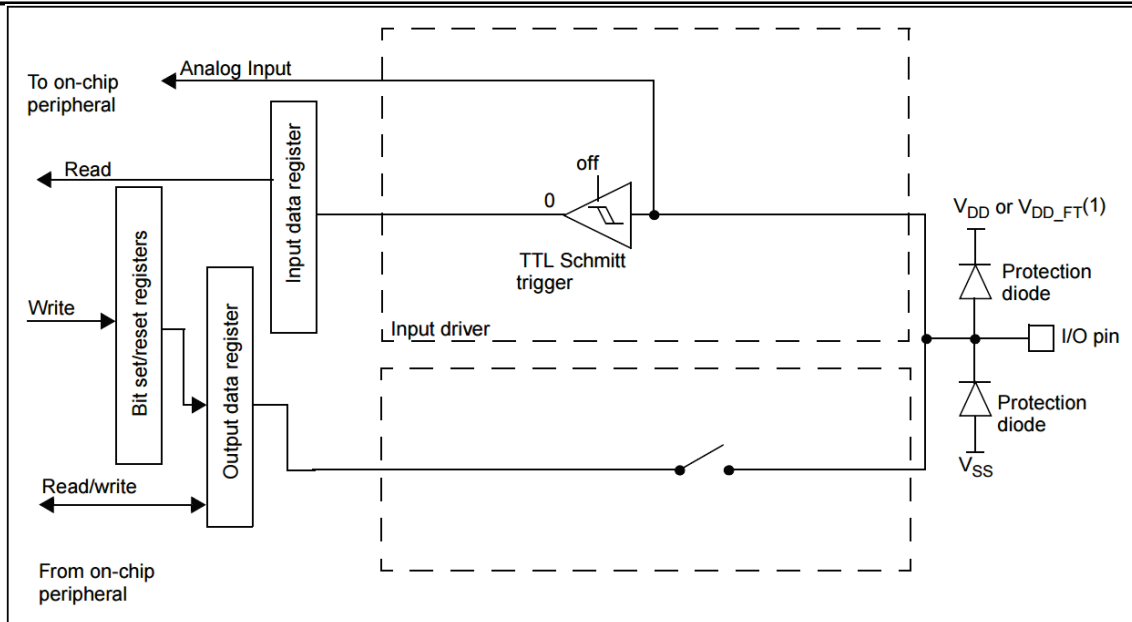 To on-chip
peripheral
Analog Input
Read
Input data register
off
0
TTL Schmitt
trigger
Input driver
VDD or VDD_FT(1)
Protection
diode
I/O pin
Protection
diode
VSS
Write
Bit set/reset registers
Output data register
Read/write
From on-chip
peripheral